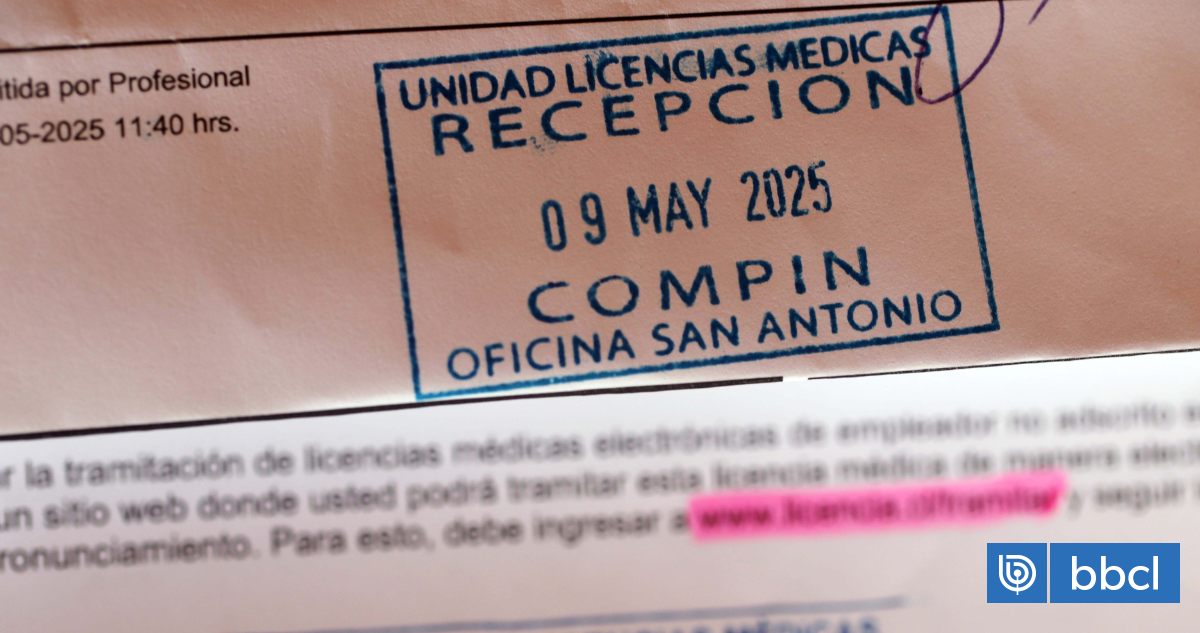 itida por Profesional
05-2025 11:40 hrs.
UNIDAD LICENCIAS MEDICAS
RECEPCION
09 MAY 2025
COMPIN
OFICINA SAN ANTONIO
r la tramitación de licencias médicas electrónicas de empleador no adscrito
un sitio web donde usted podrá tramitar esta licencia médica de manera elect
ronunciamiento. Para esto, debe ingresar a www.licencia.cl/tramitar y seguir
bbcl